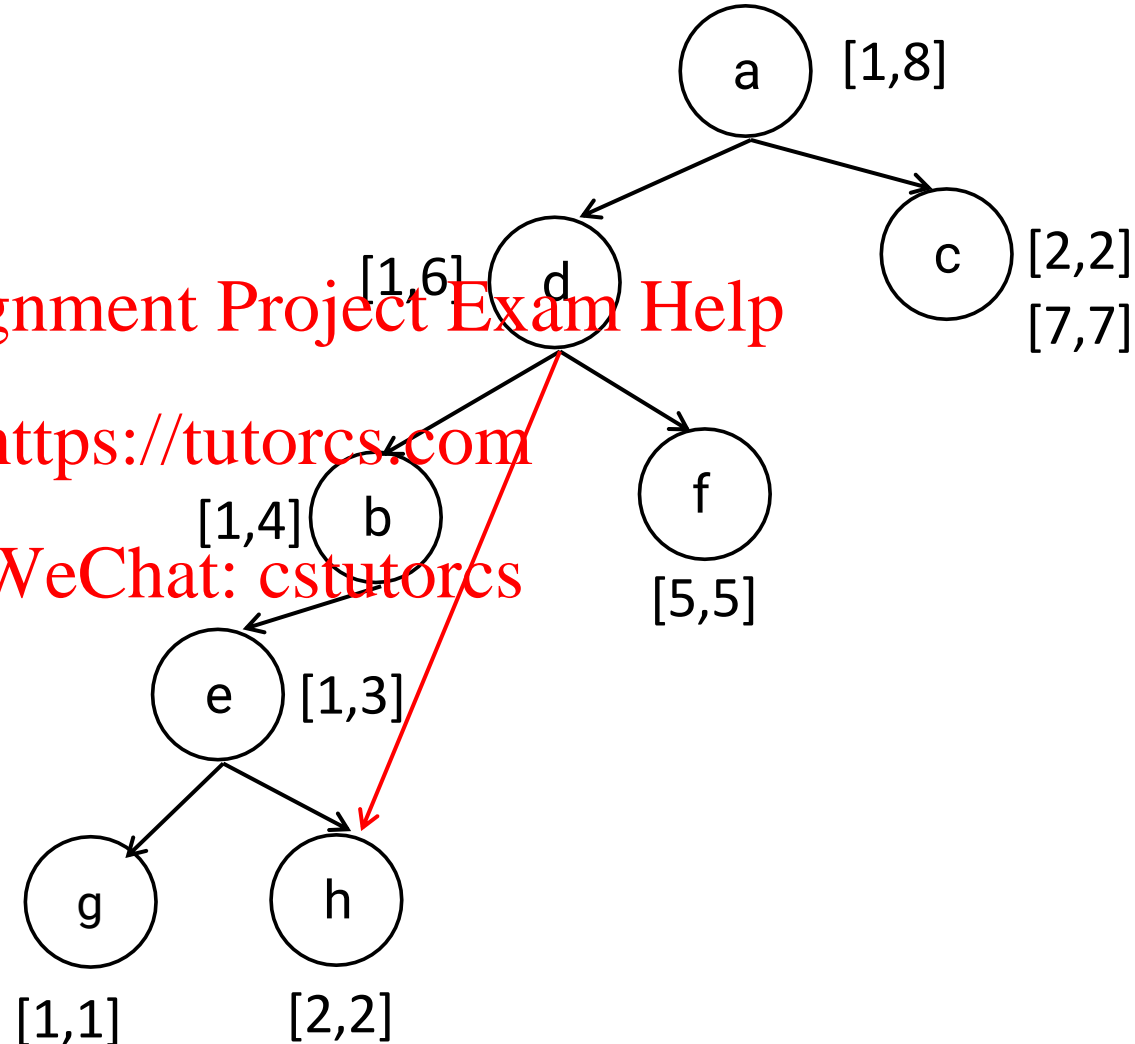 a [1,8]
c [2,2]
[7,7]
[1,6] d
gnment Project Exam Help
https://tutorcs.com
[1,4] b
f
WeChat: cstutorcs
[5,5]
e [1,3]
g h
[1,1] [2,2]